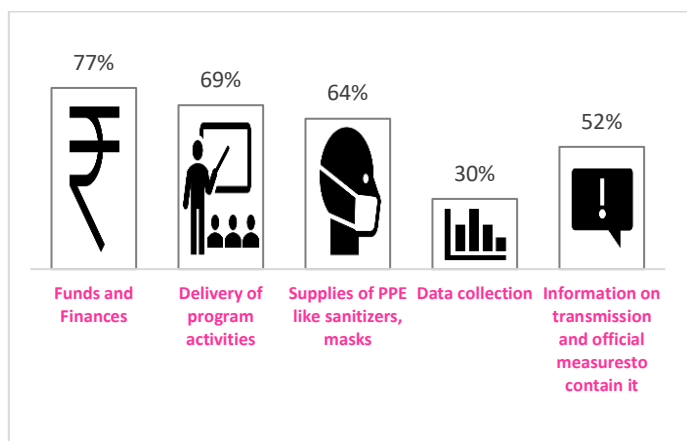 77%
69%
64%
30%
52%
₹
!
Funds and
Finances
Delivery of
program
activities
Supplies of PPE
like sanitizers,
masks
Data collection
Information on
transmission
and official
measuresto
contain it